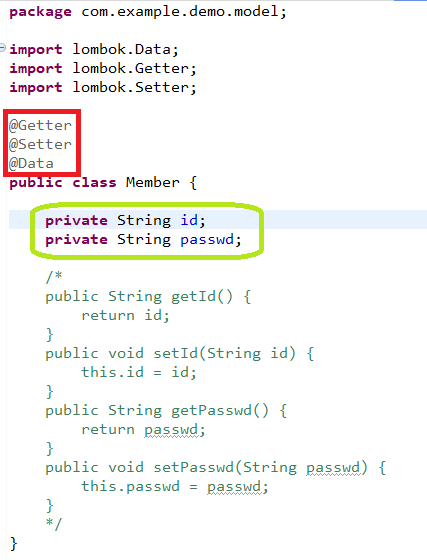 package com.example.demo.model;
import lombok.Data;
import lombok.Getter;
import lombok.Setter;
@Getter
@Setter
@Data
public class Member {
private String id;
private String passwd;
/*
public String getId() {
return id;
}
public void setId(String id) {
this.id = id;
}
public String getPasswd() {
return passwd;
}
public void setPasswd(String passwd) {
this.passwd = passwd;
}
*/
}